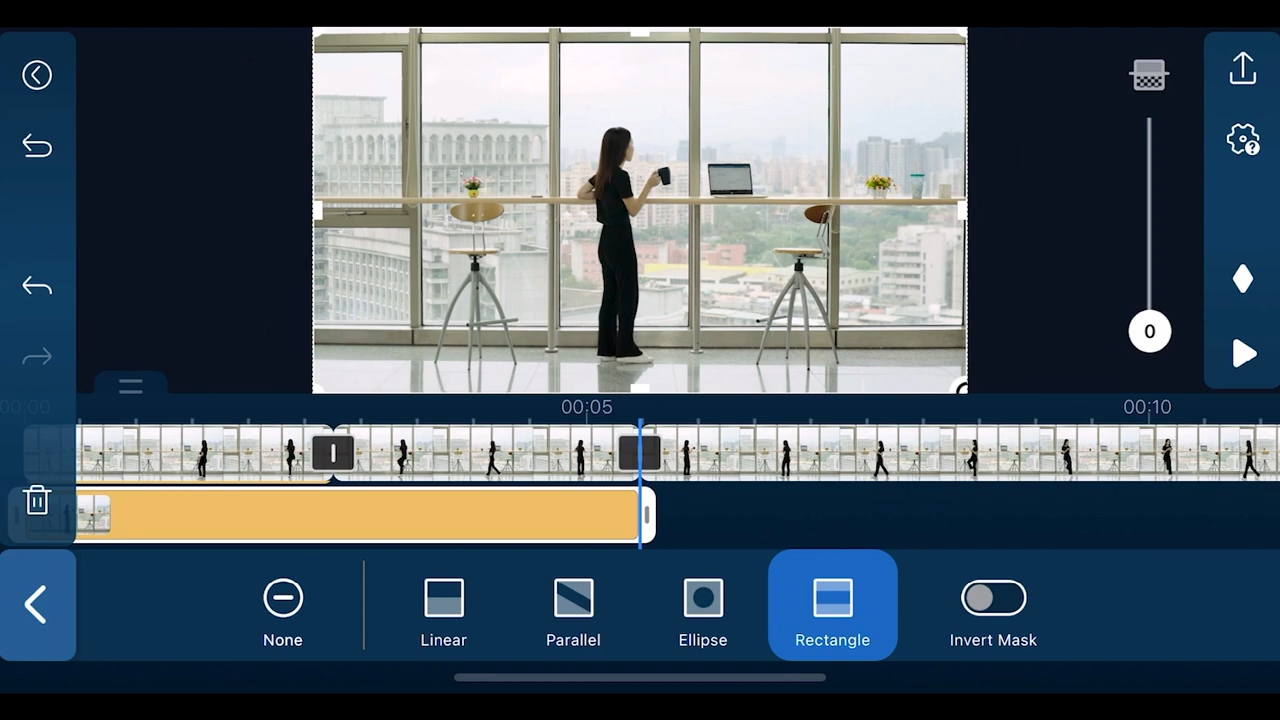 ?
0
00:00
00:05
00:10
None
Linear
Parallel
Ellipse
Rectangle
Invert Mask